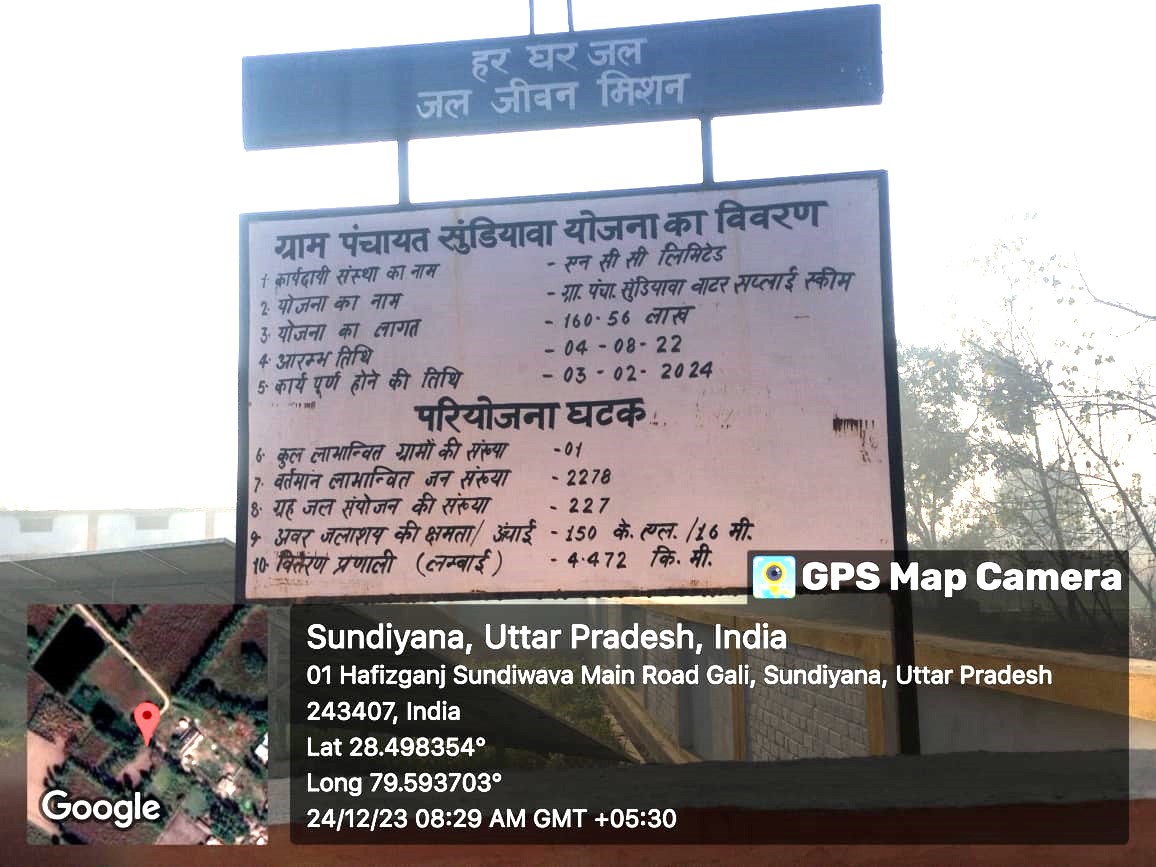 हर घर जल
जल जीवन मिशन
ग्राम पंचायत सुंडियावा योजना का विवरण
1. कार्यदायी संस्था का नाम - एन सी सी लिमिटेड
2. योजना का नाम - ग्रा. पंचा. सुंडियावा वाटर सप्लाई स्कीम
3. योजना का लागत - 160.56 लाख
4. आरम्भ तिथि - 04-08-22
5. कार्य पूर्ण होने की तिथि - 03-02-2024
परियोजना घटक
6. कुल लाभान्वित ग्रामों की संख्या -01
7. वर्तमान लाभान्वित जन संख्या - 2278
8. ग्रह जल संयोजन की संख्या - 227
9. अवर जलाशय की क्षमता/ ऊंचाई - 150 के. एल. /16 मी.
10. वितरण प्रणाली (लम्बाई) - 4.472 कि. मी.
GPS Map Camera
Sundiyana, Uttar Pradesh, India
01 Hafizganj Sundiwava Main Road Gali, Sundiyana, Uttar Pradesh
243407, India
Lat 28.498354°
Long 79.593703°
24/12/23 08:29 AM GMT +05:30
Google